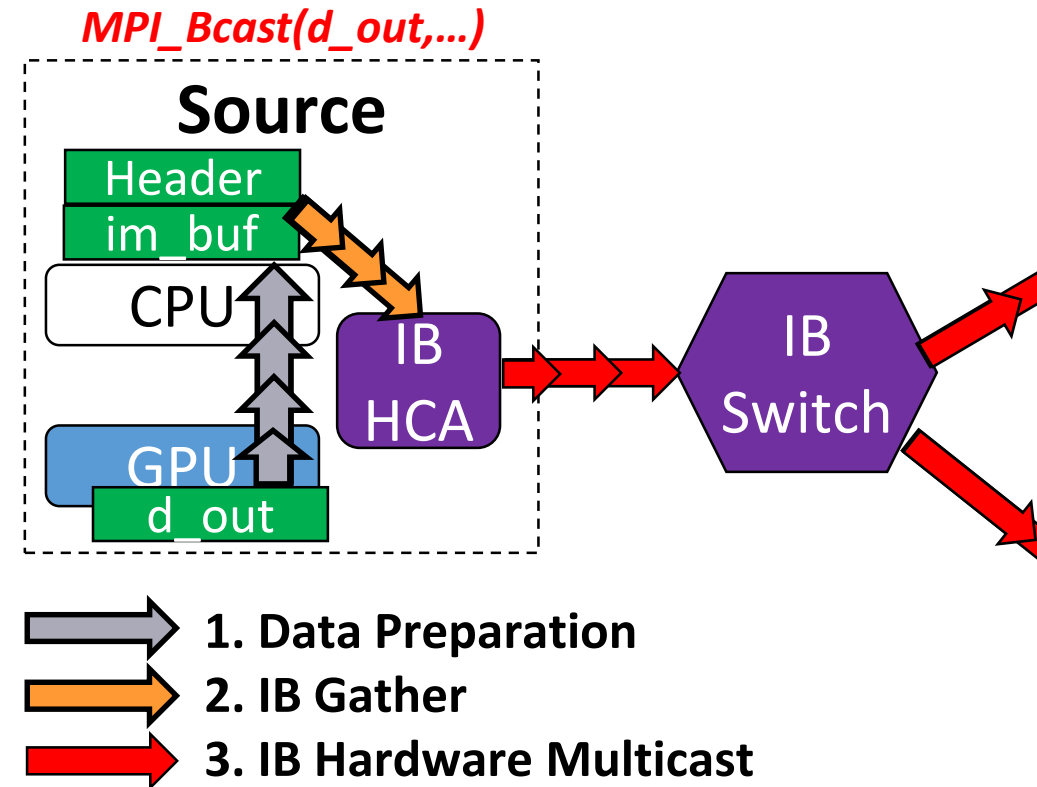 MPI_Bcast(d_out,...)
Source
Header
im_buf
CPU
GPU
d_out
IB
HCA
IB
Switch
1. Data Preparation
2. IB Gather
3. IB Hardware Multicast